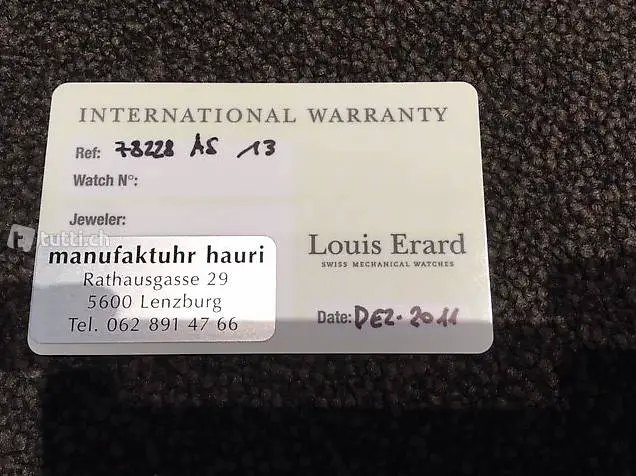 INTERNATIONAL WARRANTY
Ref: 78228 AS 13
Watch N°:
Jeweler:
tutti.ch
manufaktuhr hauri
Rathausgasse 29
5600 Lenzburg
Tel. 062 891 47 66
Louis Erard
SWISS MECHANICAL WATCHES
Date: DEZ. 2011